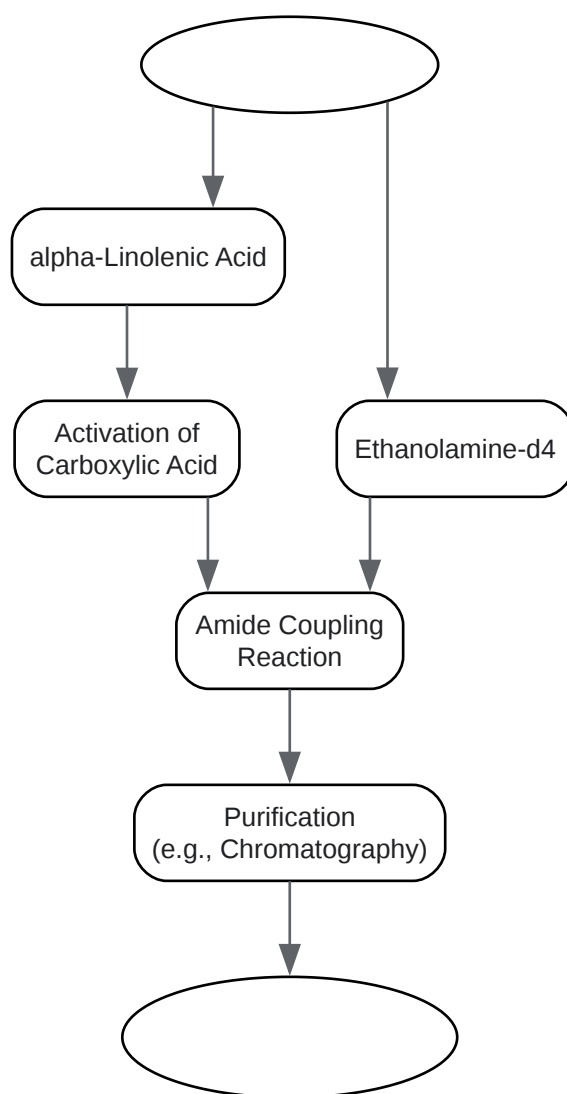 alpha-Linolenic Acid
Activation of
Carboxylic Acid
Ethanolamine-d4
Amide Coupling
Reaction
Purification
(e.g., Chromatography)